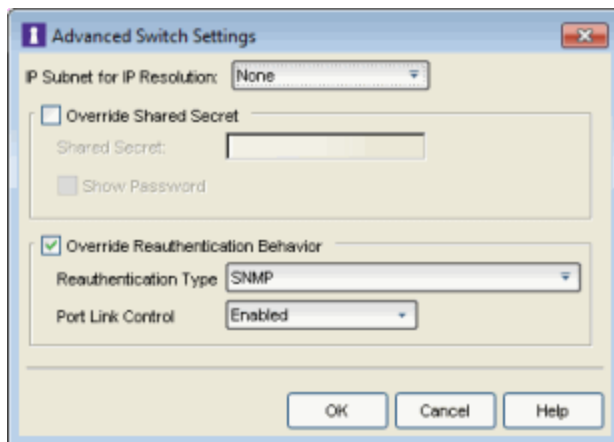 Advanced Switch Settings
IP Subnet for IP Resolution: None
Override Shared Secret
Shared Secret:
Show Password
Override Reauthentication Behavior
Reauthentication Type SNMP
Port Link Control Enabled
OK Cancel Help